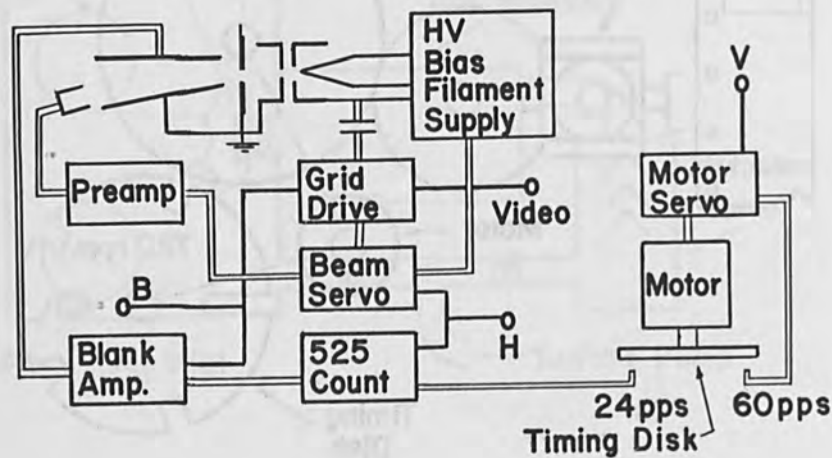 HV
Bias
Filament
Supply
V
Preamp
Grid
Drive
Video
Motor
Servo
B
Beam
Servo
Motor
H
Blank
Amp.
525
Count
24pps
60pps
Timing Disk